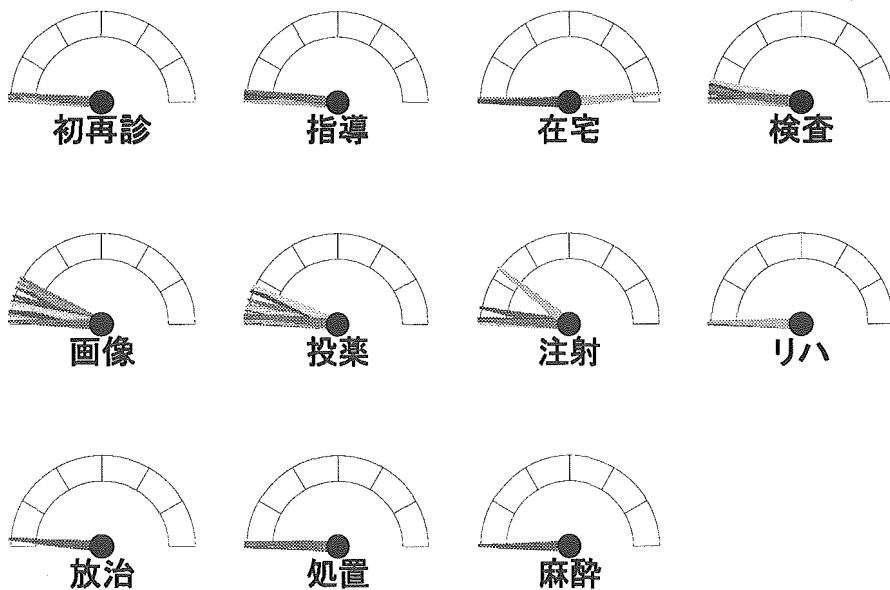 初再診
指導
在宅
検査
画像
投薬
注射
リハ
放治
処置
麻酔